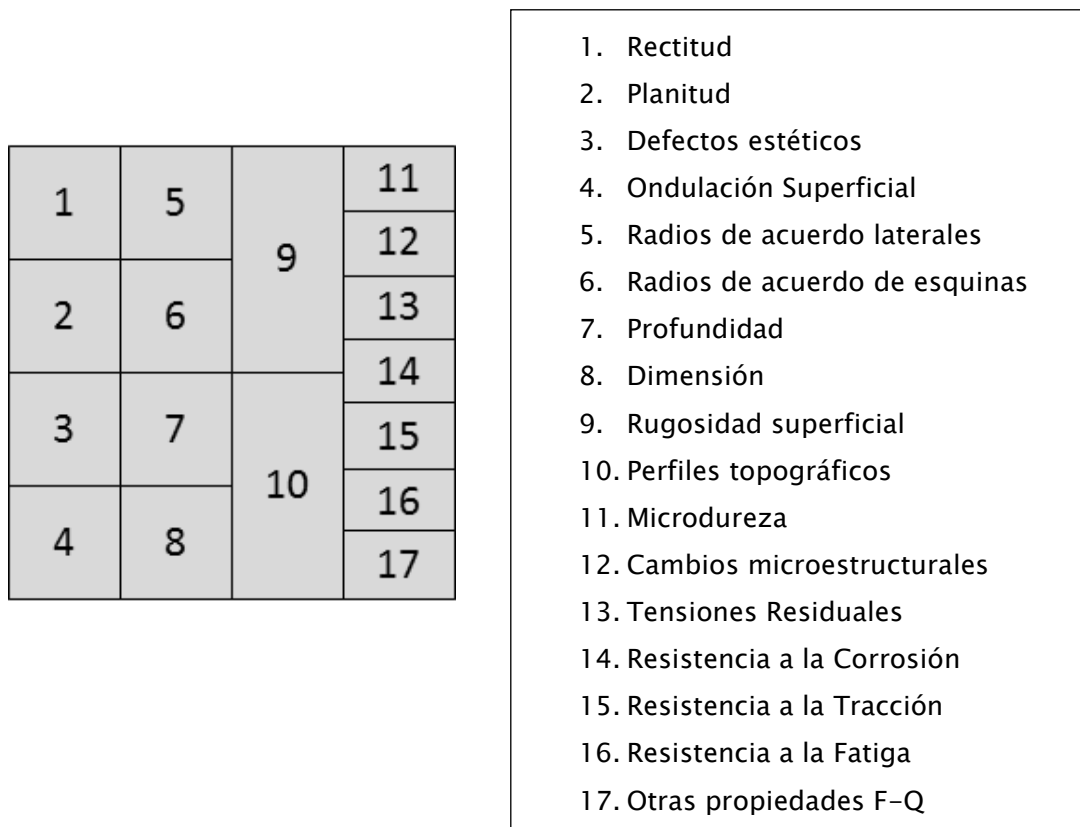 1
5
9
11
12
2
6
13
14
3
7
10
15
16
4
8
17
1. Rectitud
2. Planitud
3. Defectos estéticos
4. Ondulación Superficial
5. Radios de acuerdo laterales
6. Radios de acuerdo de esquinas
7. Profundidad
8. Dimensión
9. Rugosidad superficial
10. Perfiles topográficos
11. Microdureza
12. Cambios microestructurales
13. Tensiones Residuales
14. Resistencia a la Corrosión
15. Resistencia a la Tracción
16. Resistencia a la Fatiga
17. Otras propiedades F-Q